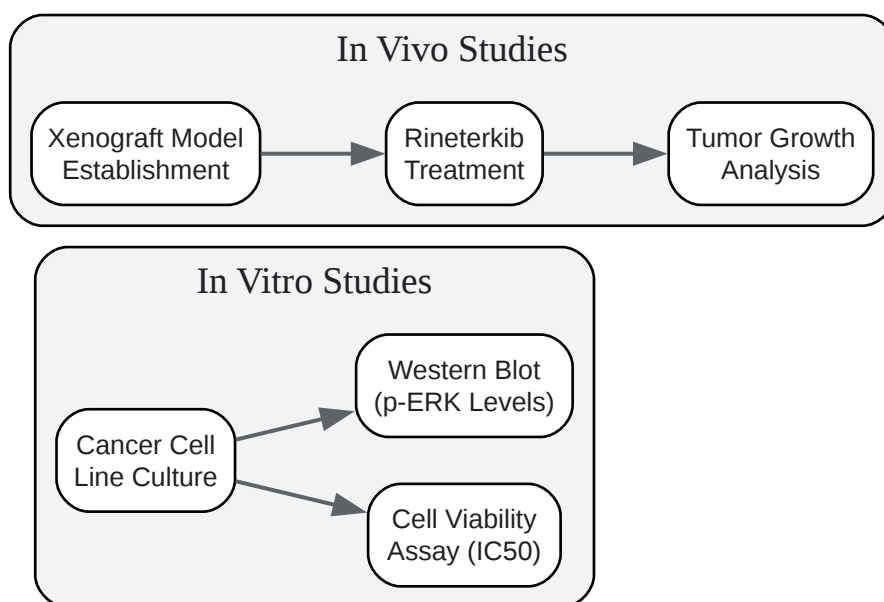 In Vivo Studies
Xenograft Model
Establishment
Rineterkib
Treatment
Tumor Growth
Analysis
In Vitro Studies
Western Blot
(p-ERK Levels)
Cancer Cell
Line Culture
Cell Viability
Assay (IC50)